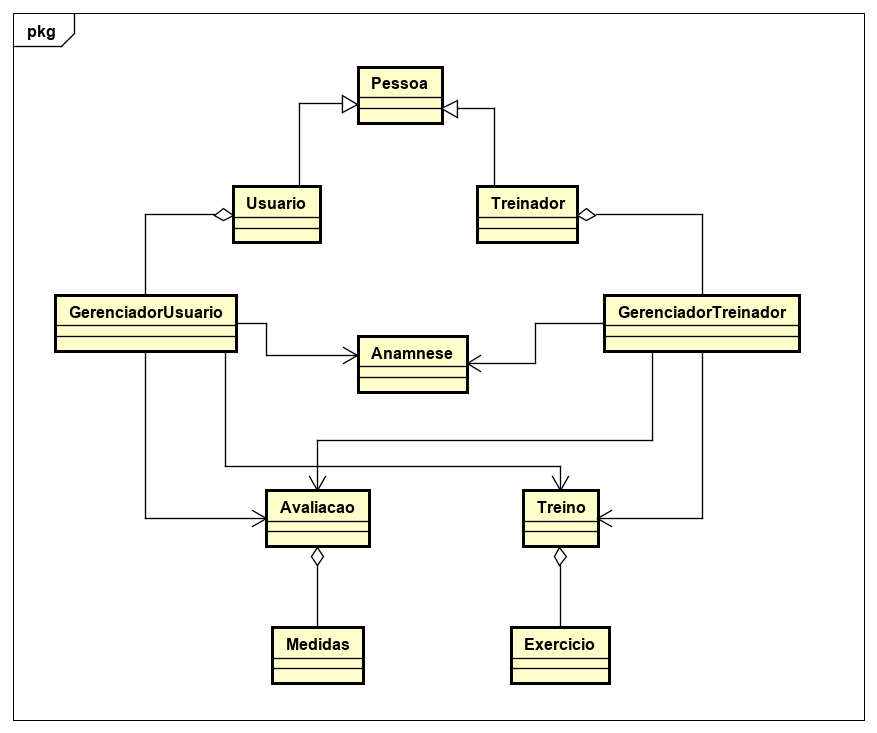 pkg
Pessoa
Usuario
Treinador
GerenciadorUsuario
GerenciadorTreinador
Anamnese
Avaliacao
Treino
Medidas
Exercicio